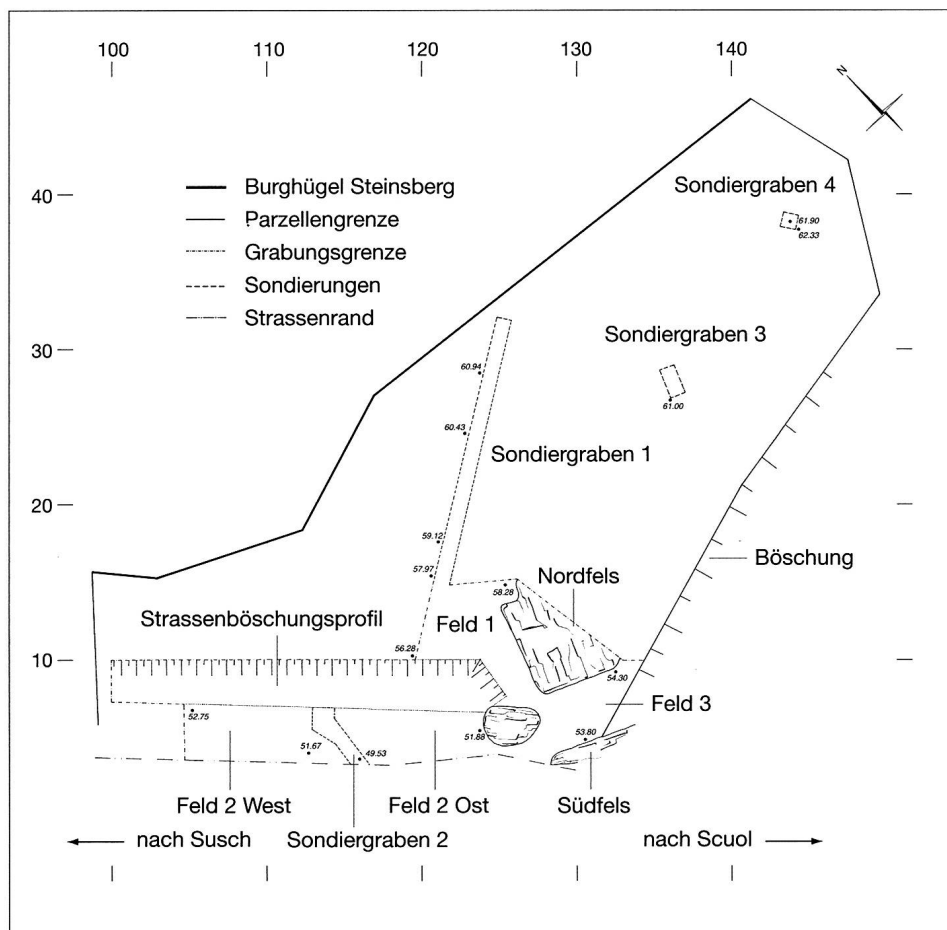 100 110 120 130 140
N
Burghügel Steinsberg
Parzellengrenze
Grabungsgrenze
Sondierungen
Strassenrand
40
Sondiergraben 4
61.90
62.33
30
Sondiergraben 3
60.94
61.00
60.43
Sondiergraben 1
20
59.12
57.97
Böschung
Nordfels
58.28
Strassenböschungsprofil
Feld 1
10
56.28
54.30
Feld 3
52.75
51.88
53.80
51.67
49.53
Feld 2 West
Feld 2 Ost
Südfels
Sondiergraben 2
nach Susch
nach Scuol